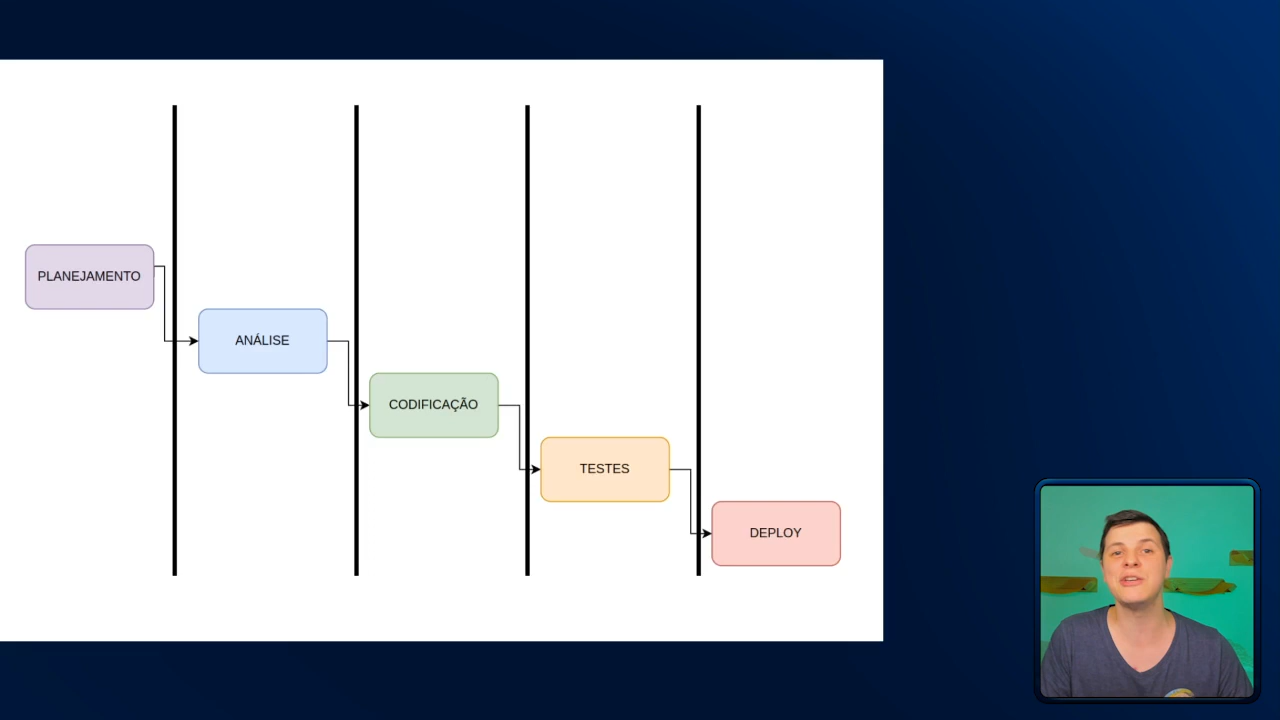 PLANEJAMENTO
ANÁLISE
CODIFICAÇÃO
TESTES
DEPLOY